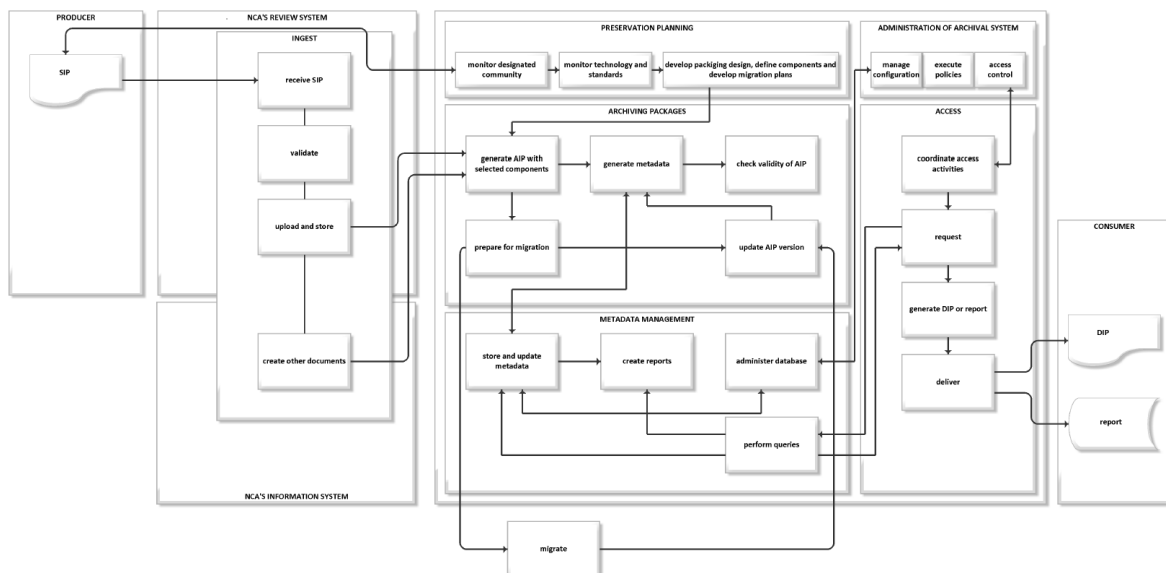 PRODUCER
SIP
NCA'S REVIEW SYSTEM
INGEST
receive SIP
validate
upload and store
create other documents
NCA'S INFORMATION SYSTEM
PRESERVATION PLANNING
monitor designated
community
monitor technology and
standards
develop packaging design, define components and
develop migration plans
ADMINISTRATION OF ARCHIVAL SYSTEM
manage
configuration
execute
policies
access
control
ARCHIVING PACKAGES
generate AIP with
selected components
generate metadata
check validity of AIP
prepare for migration
update AIP version
METADATA MANAGEMENT
store and update
metadata
create reports
administer database
perform queries
migrate
ACCESS
coordinate access
activities
request
generate DIP or report
deliver
CONSUMER
DIP
report